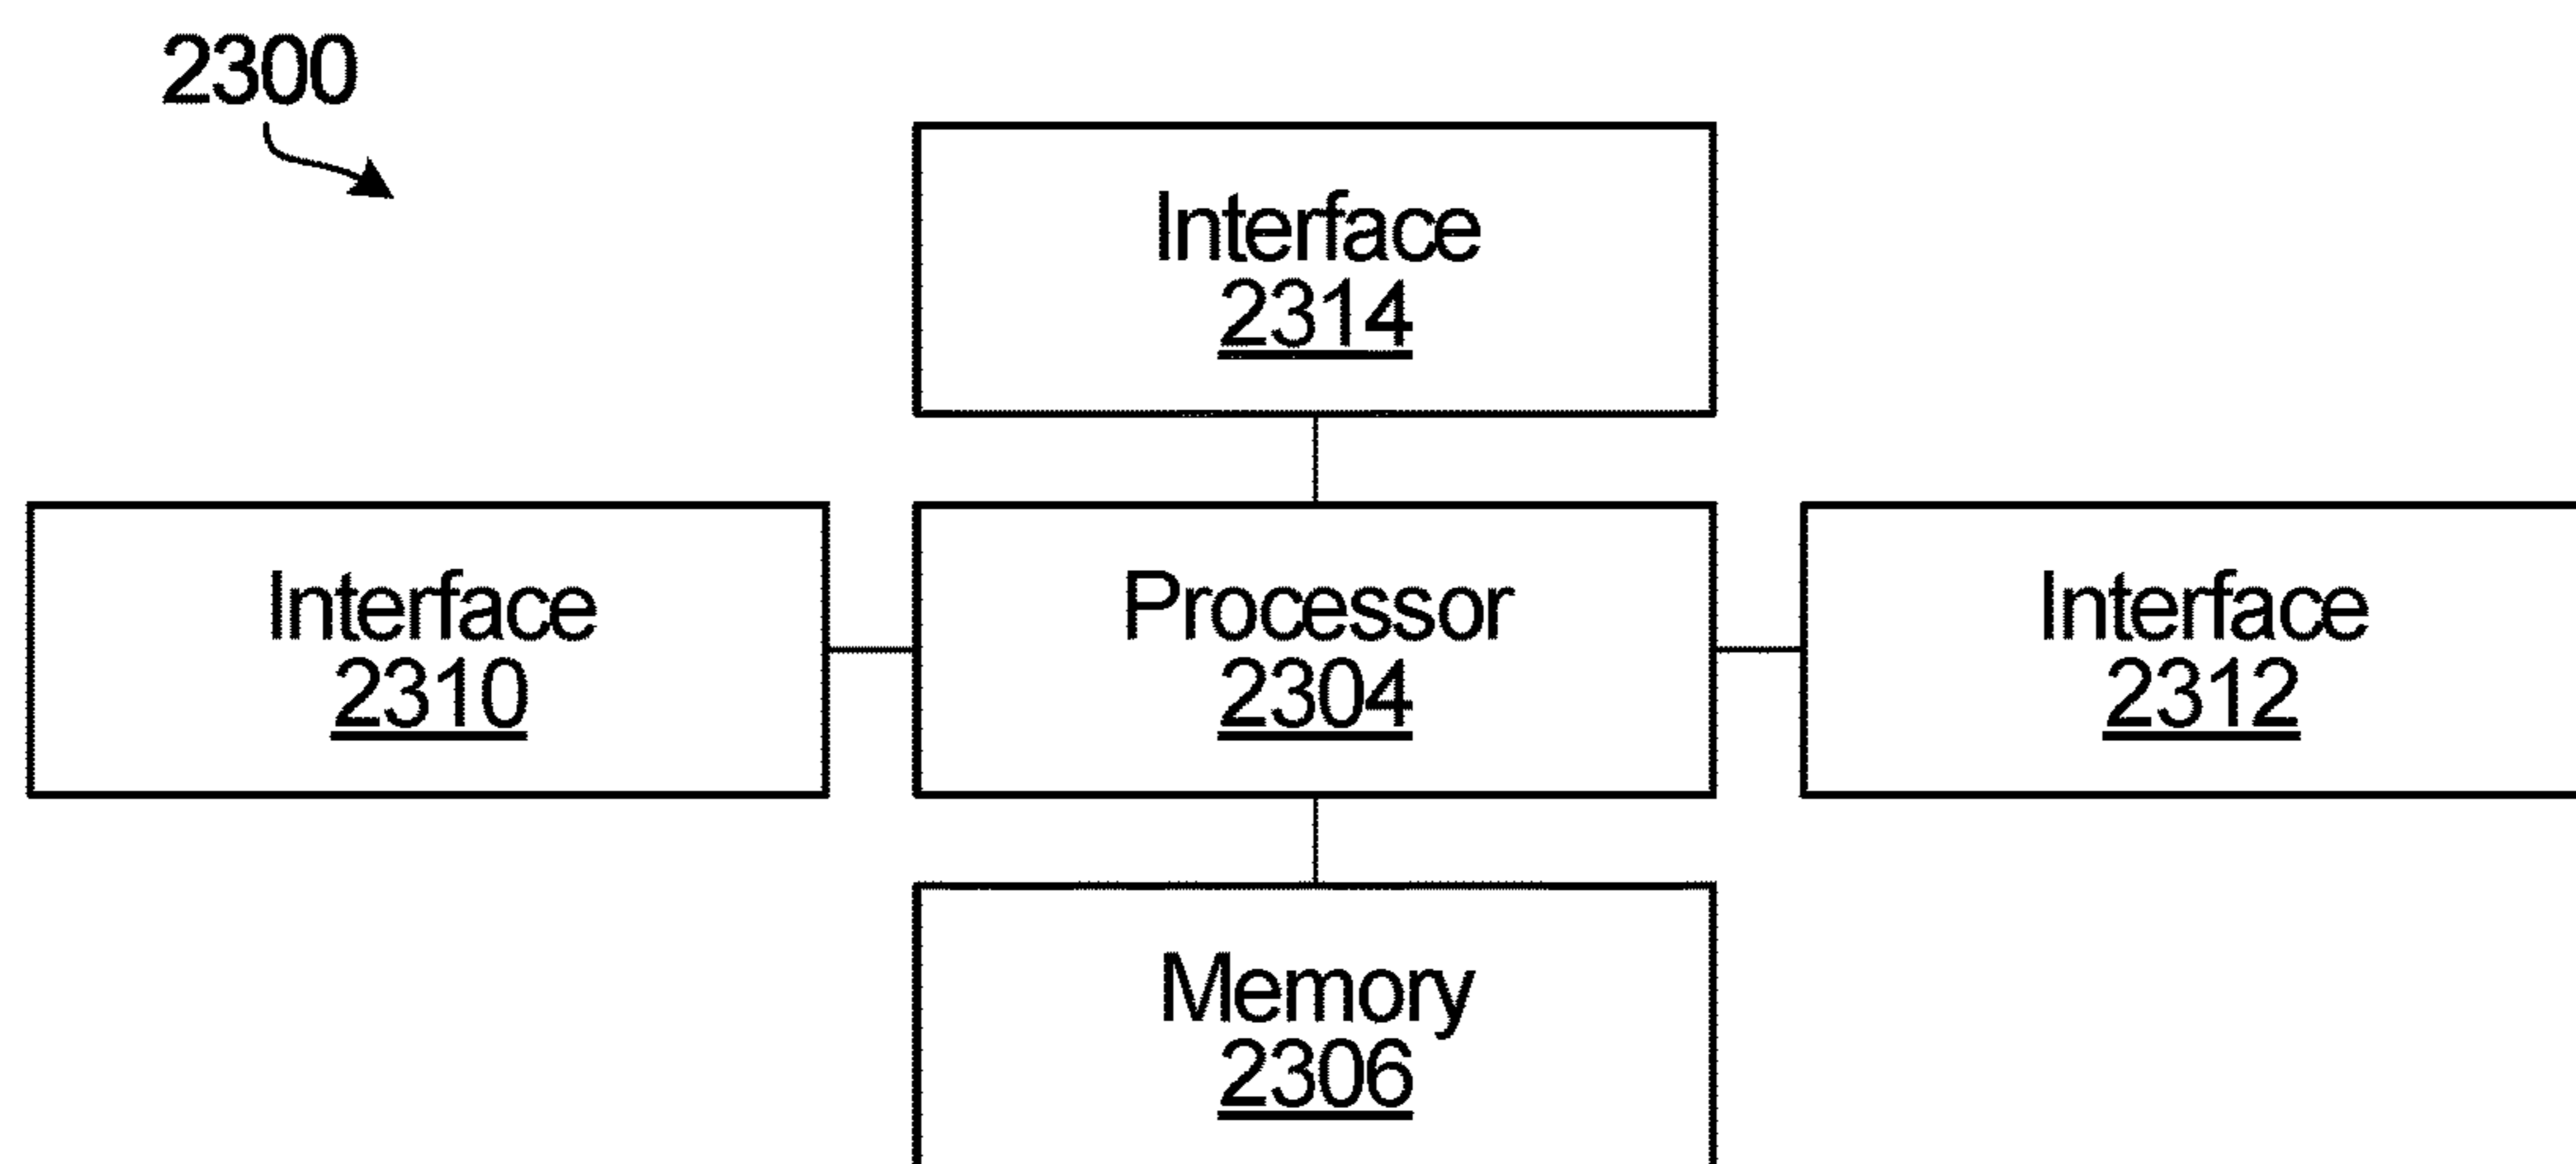 2300
Interface
2314
Interface
2310
Processor
2304
Interface
2312
Memory
2306